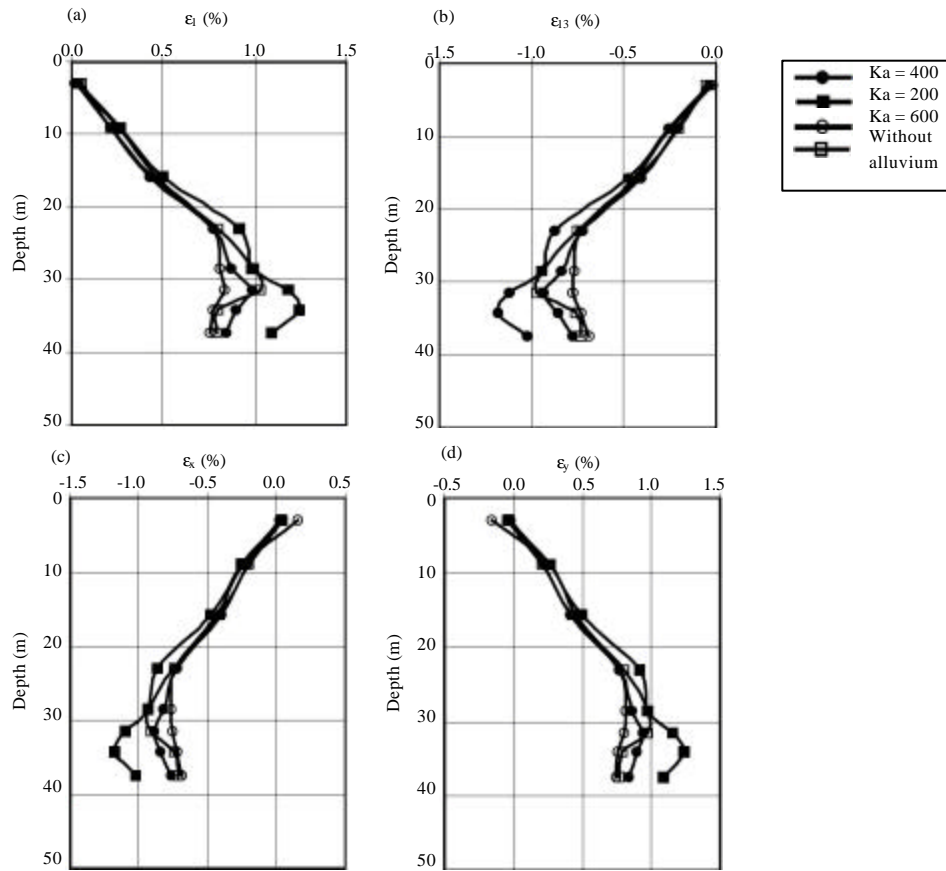 (a)
ε1 (%)
0.0 0.5 1.0 1.5
0
10
20
30
40
50
Depth (m)
(b)
ε13 (%)
-1.5 -1.0 -0.5 0.0
0
10
20
30
40
50
Depth (m)
Ka = 400
Ka = 200
Ka = 600
Without
alluvium
(c)
εx (%)
-1.5 -1.0 -0.5 0.0 0.5
0
10
20
30
40
50
Depth (m)
(d)
εy (%)
-0.5 0.0 0.5 1.0 1.5
0
10
20
30
40
50
Depth (m)